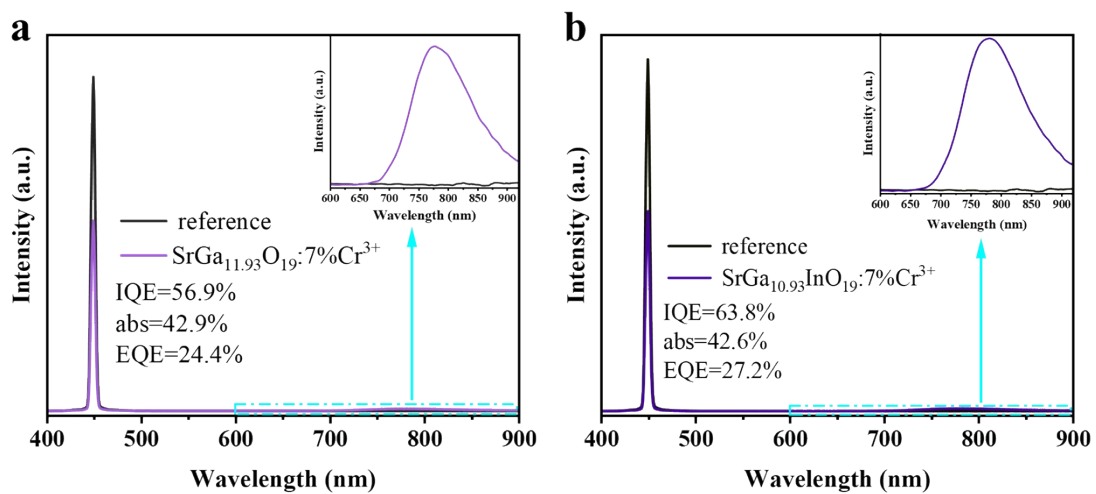 a
Intensity (a.u.)
400 500 600 700 800 900
Wavelength (nm)
reference
SrGa₁₁.₉₃O₁₉:7%Cr³⁺
IQE=56.9%
abs=42.9%
EQE=24.4%
Intensity (a.u.)
600 650 700 750 800 850 900
Wavelength (nm)
b
Intensity (a.u.)
400 500 600 700 800 900
Wavelength (nm)
reference
SrGa₁₀.₉₃InO₁₉:7%Cr³⁺
IQE=63.8%
abs=42.6%
EQE=27.2%
Intensity (a.u.)
600 650 700 750 800 850 900
Wavelength (nm)